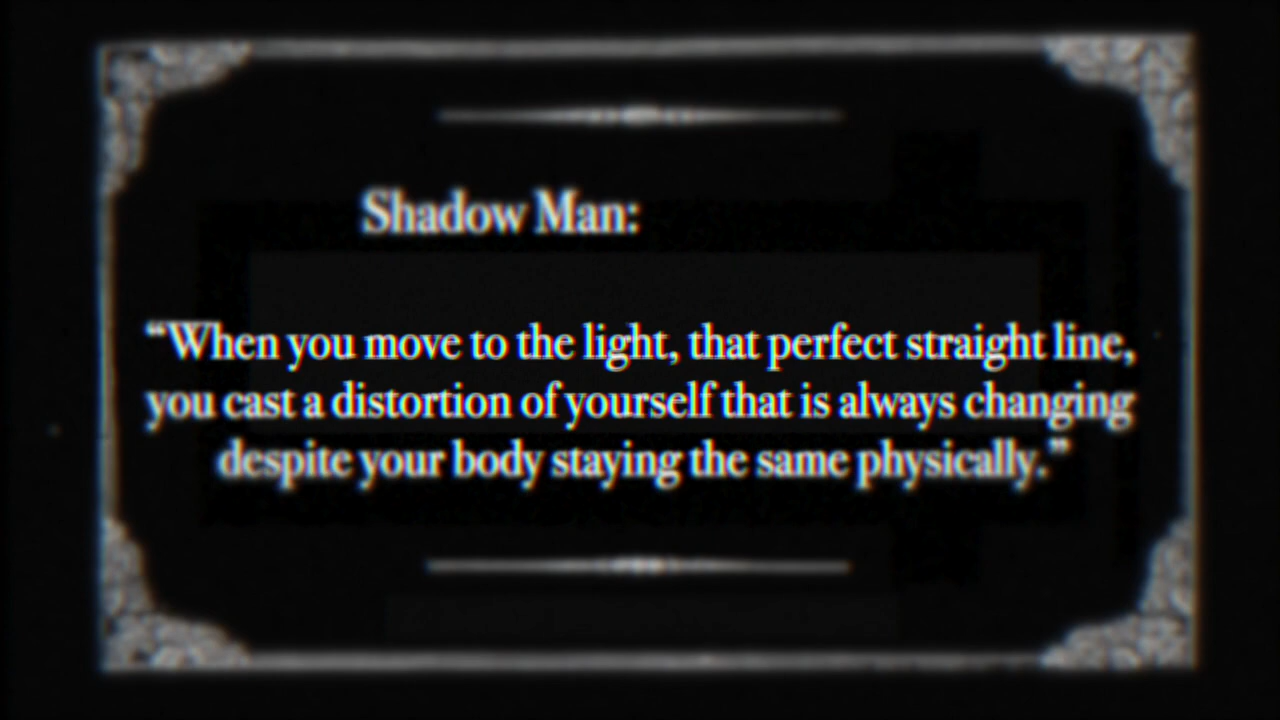 Shadow Man:
“When you move to the light, that perfect straight line,
you cast a distortion of yourself that is always changing
despite your body staying the same physically.”